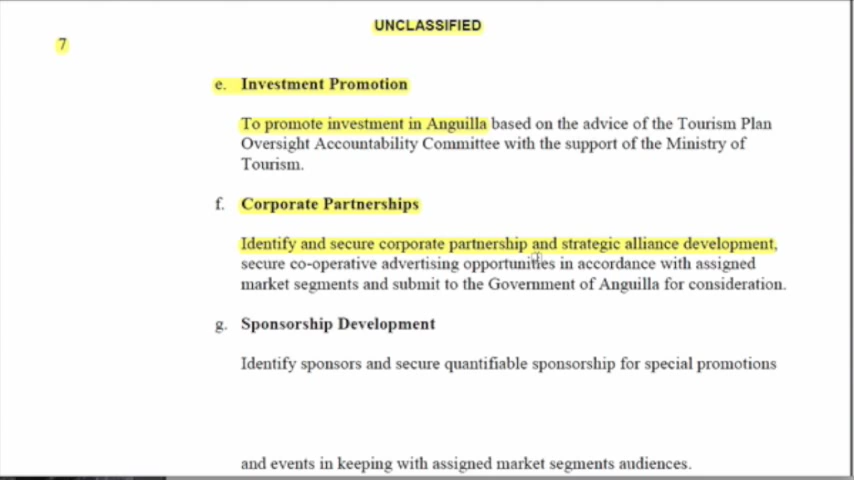 UNCLASSIFIED
7
e. Investment Promotion
To promote investment in Anguilla based on the advice of the Tourism Plan
Oversight Accountability Committee with the support of the Ministry of
Tourism.
f. Corporate Partnerships
Identify and secure corporate partnership and strategic alliance development,
secure co-operative advertising opportunities in accordance with assigned
market segments and submit to the Government of Anguilla for consideration.
g. Sponsorship Development
Identify sponsors and secure quantifiable sponsorship for special promotions
and events in keeping with assigned market segments audiences.